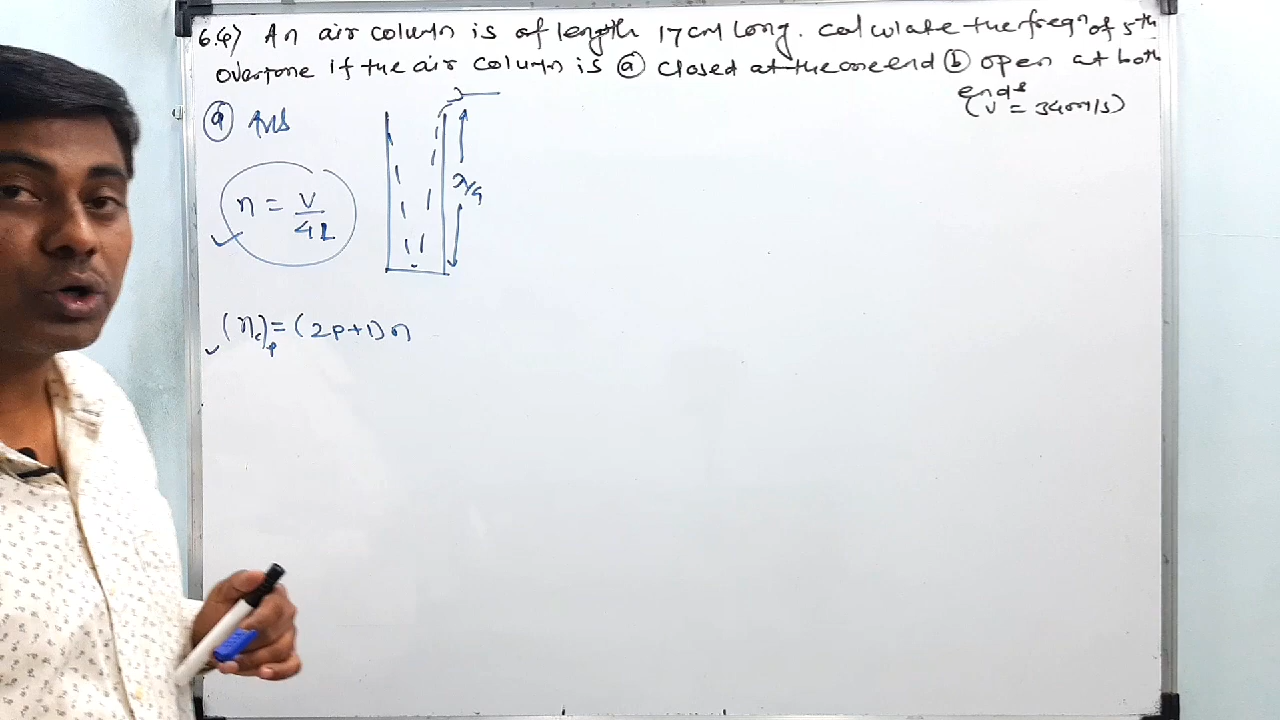 6.4) An air column is of length 17cm long. calculate the freqn of 5th
overtone if the air column is ⓐ closed at the one end ⓑ open at both
ends
(v = 340m/s)
ⓐ Ans
n = v/4L
λ/4
(nc)p = (2p+1)n